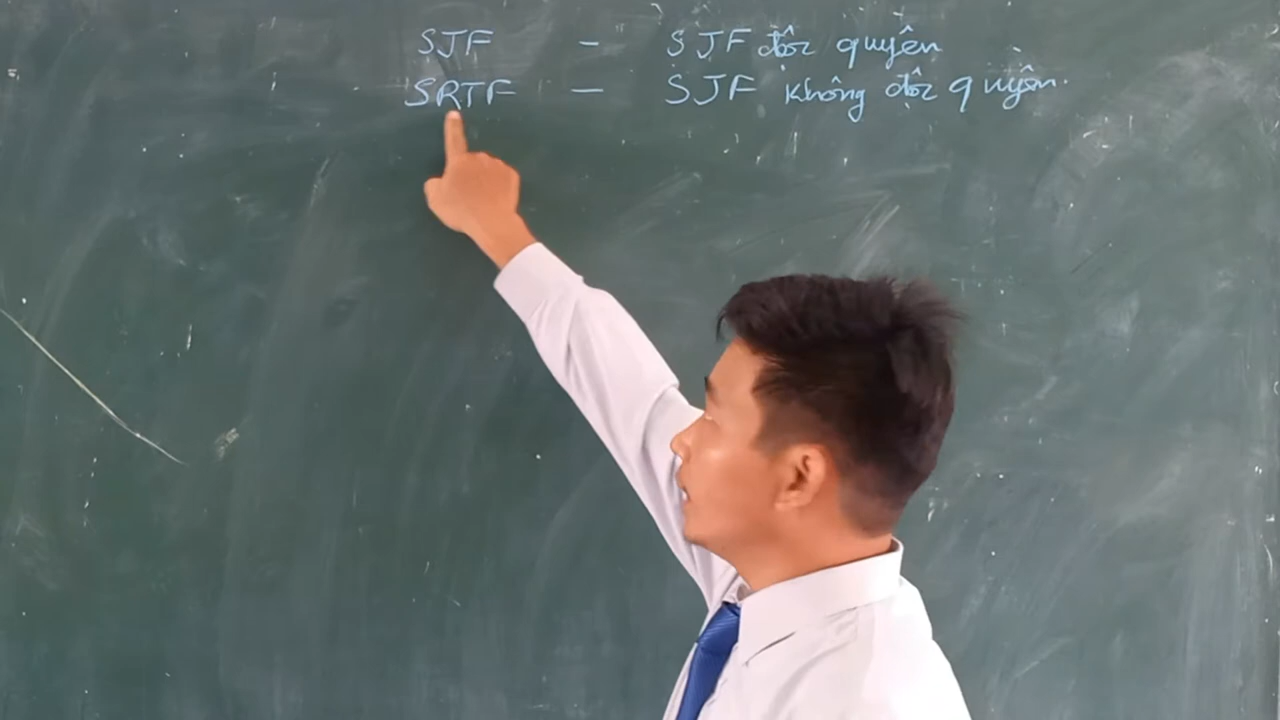 SJF - SJF độc quyền
SRTF - SJF không độc quyền.